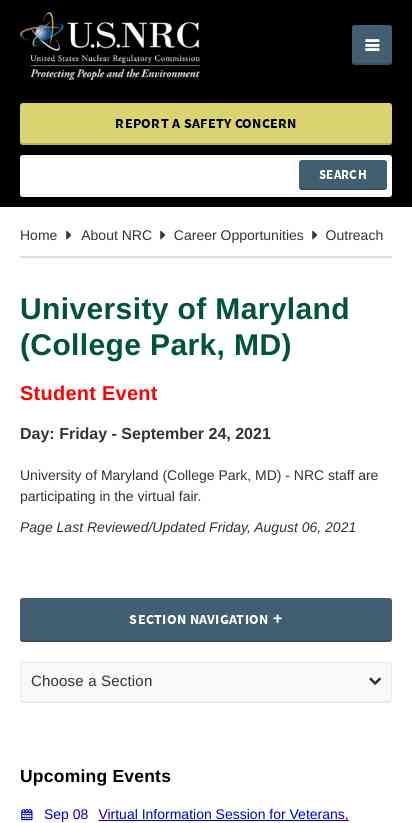 U.S.NRC
United States Nuclear Regulatory Commission
Protecting People and the Environment
REPORT A SAFETY CONCERN
SEARCH
Home About NRC Career Opportunities Outreach
University of Maryland
(College Park, MD)
Student Event
Day: Friday - September 24, 2021
University of Maryland (College Park, MD) - NRC staff are
participating in the virtual fair.
Page Last Reviewed/Updated Friday, August 06, 2021
SECTION NAVIGATION +
Choose a Section
Upcoming Events
Sep 08 Virtual Information Session for Veterans,